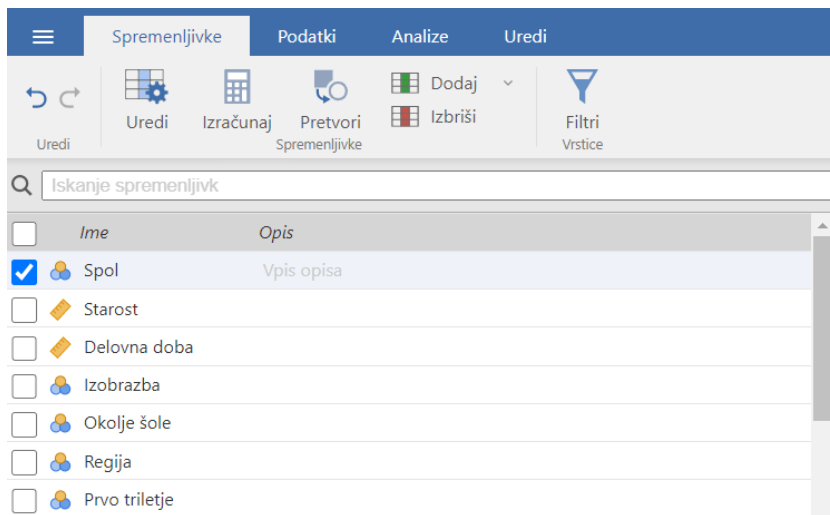 Spremenljivke Podatki Analize Uredi
Uredi Izračunaj Pretvori Dodaj Izbriši Filtri
Uredi Spremenljivke Vrstice
Iskanje spremenljivk
Ime Opis
Spol Vpis opisa
Starost
Delovna doba
Izobrazba
Okolje šole
Regija
Prvo triletje